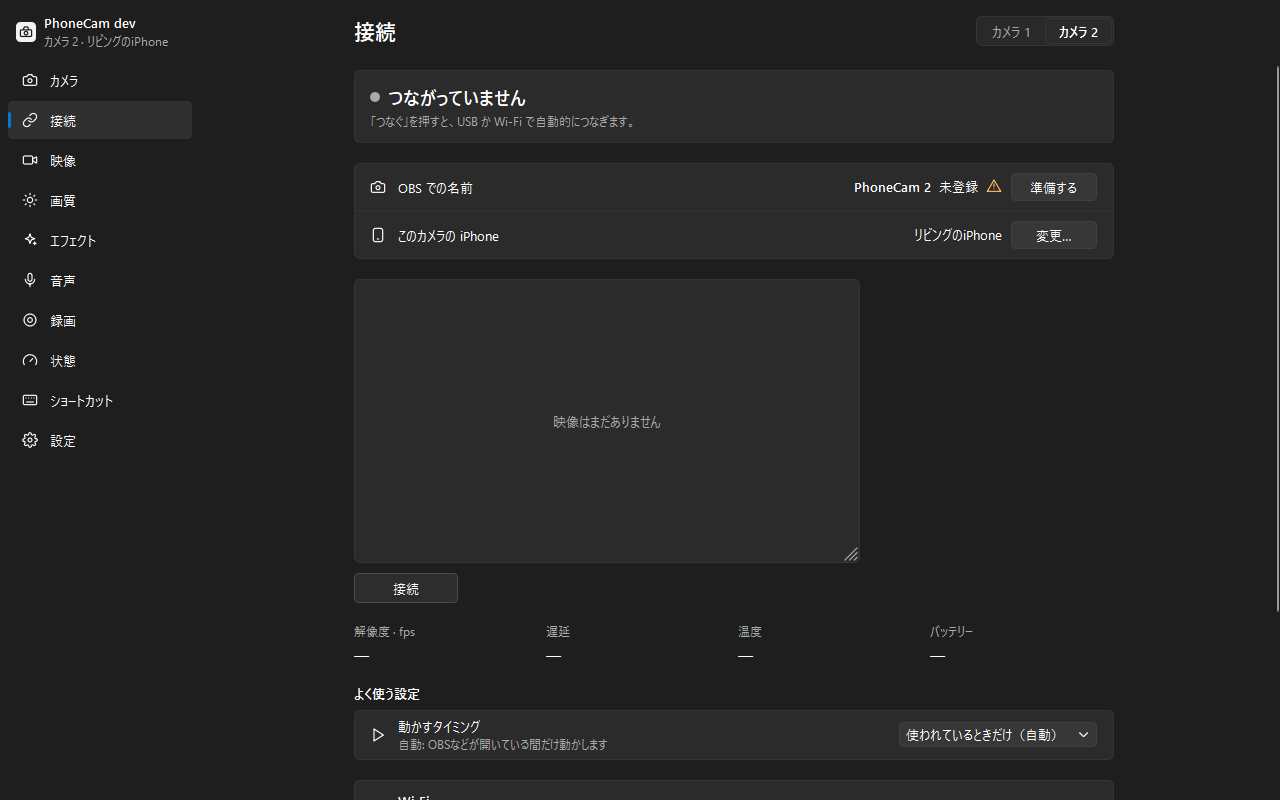 PhoneCam dev
カメラ 2 · リビングのiPhone
カメラ
接続
映像
画質
エフェクト
音声
録画
状態
ショートカット
設定
接続
カメラ 1
カメラ 2
つながっていません
「つなぐ」を押すと、USB か Wi-Fi で自動的につなぎます。
OBS での名前
PhoneCam 2 未登録
準備する
このカメラの iPhone
リビングのiPhone
変更...
映像はまだありません
接続
解像度 · fps
遅延
温度
バッテリー
—
—
—
—
よく使う設定
動かすタイミング
自動: OBSなどが開いている間だけ動かします
使われているときだけ（自動）
Wi-Fi